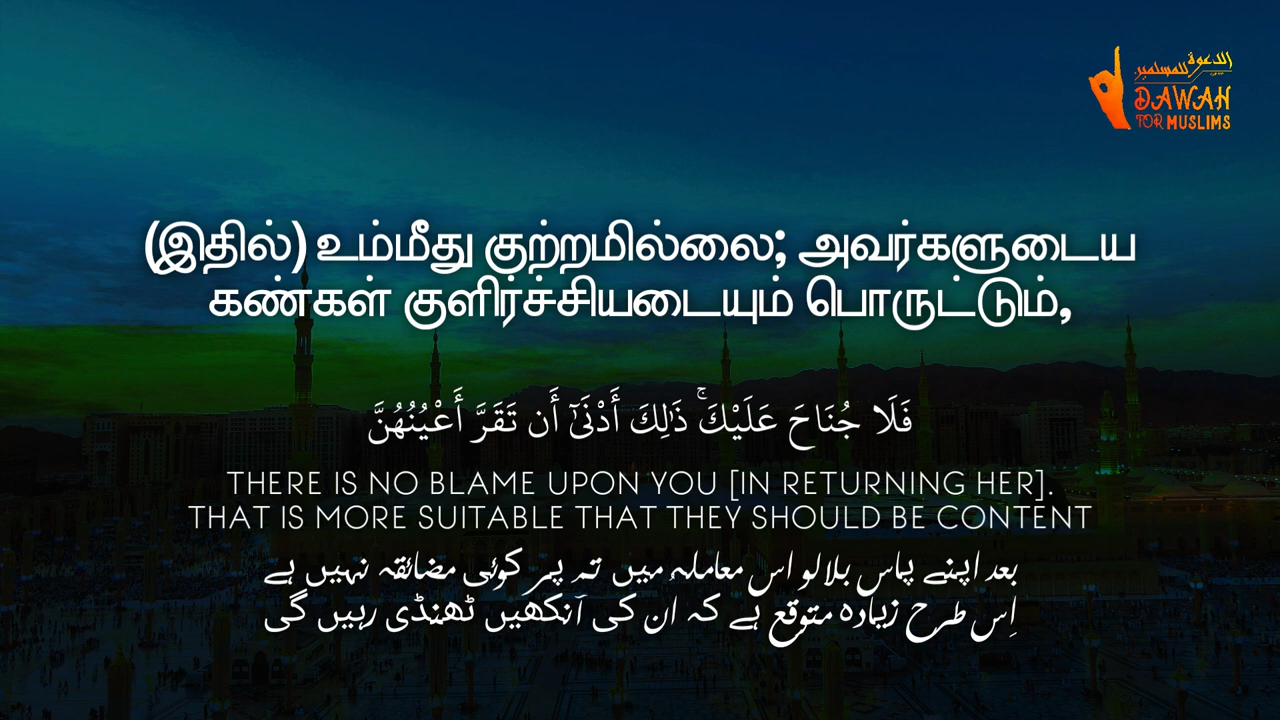 الدعوة للمسلمين
DAWAH
FOR MUSLIMS
(இதில்) உம்மீது குற்றமில்லை; அவர்களுடைய
கண்கள் குளிர்ச்சியடையும் பொருட்டும்,
فَلَا جُنَاحَ عَلَيْكَ ۚ ذَٰلِكَ أَدْنَىٰٓ أَن تَقَرَّ أَعْيُنُهُنَّ
THERE IS NO BLAME UPON YOU [IN RETURNING HER].
THAT IS MORE SUITABLE THAT THEY SHOULD BE CONTENT
بعد اپنے پاس بلا لو اس معاملہ میں تم پر کوئی مضائقہ نہیں ہے
اِس طرح زیادہ متوقع ہے کہ اُن کی آنکھیں ٹھنڈی رہیں گی